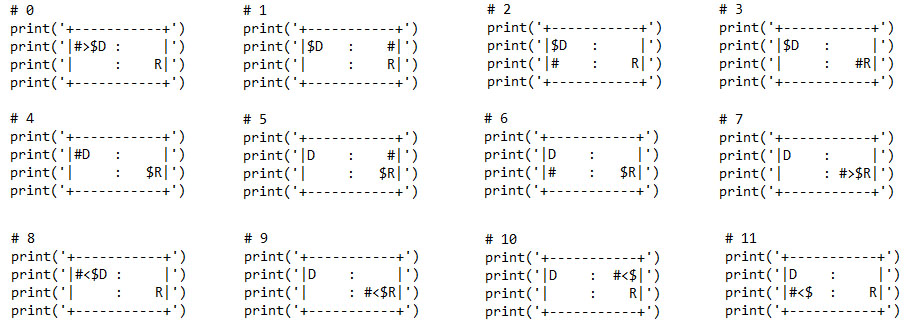 # 0
print('+-----------+')
print('|#>$D :     |')
print('|     :    R|')
print('+-----------+')
# 1
print('+-----------+')
print('|$D   :    #|')
print('|     :    R|')
print('+-----------+')
# 2
print('+-----------+')
print('|$D   :     |')
print('|#    :    R|')
print('+-----------+')
# 3
print('+-----------+')
print('|$D   :     |')
print('|     :   #R|')
print('+-----------+')
# 4
print('+-----------+')
print('|#D   :     |')
print('|     :   $R|')
print('+-----------+')
# 5
print('+-----------+')
print('|D    :    #|')
print('|     :   $R|')
print('+-----------+')
# 6
print('+-----------+')
print('|D    :     |')
print('|#    :   $R|')
print('+-----------+')
# 7
print('+-----------+')
print('|D    :     |')
print('|     : #>$R|')
print('+-----------+')
# 8
print('+-----------+')
print('|#<$D :     |')
print('|     :    R|')
print('+-----------+')
# 9
print('+-----------+')
print('|D    :     |')
print('|     : #<$R|')
print('+-----------+')
# 10
print('+-----------+')
print('|D    :  #<$|')
print('|     :    R|')
print('+-----------+')
# 11
print('+-----------+')
print('|D    :     |')
print('|#<$  :    R|')
print('+-----------+')